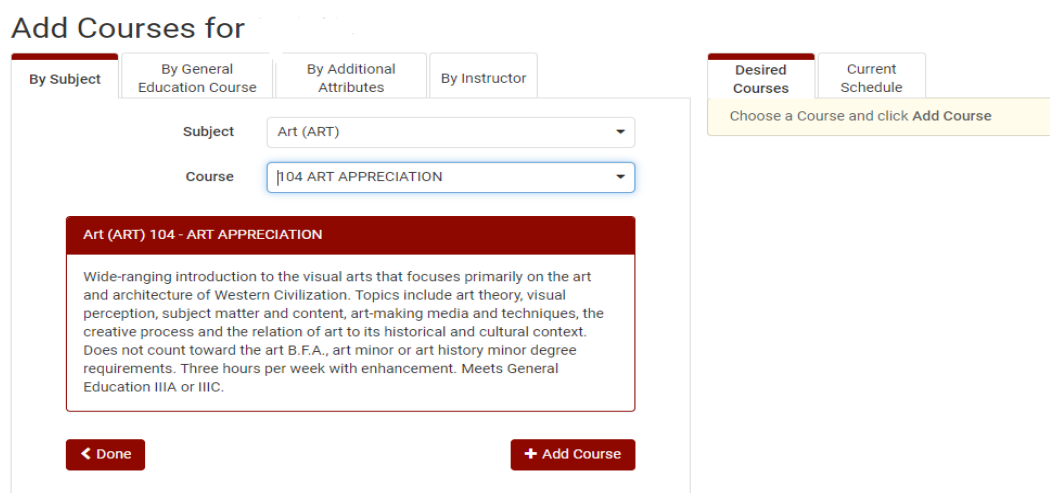 Add Courses for
By Subject
By General
Education Course
By Additional
Attributes
By Instructor
Desired
Courses
Current
Schedule
Choose a Course and click Add Course
Subject
Art (ART)
Course
104 ART APPRECIATION
Art (ART) 104 - ART APPRECIATION
Wide-ranging introduction to the visual arts that focuses primarily on the art
and architecture of Western Civilization. Topics include art theory, visual
perception, subject matter and content, art-making media and techniques, the
creative process and the relation of art to its historical and cultural context.
Does not count toward the art B.F.A., art minor or art history minor degree
requirements. Three hours per week with enhancement. Meets General
Education IIIA or IIIC.
Done
+ Add Course